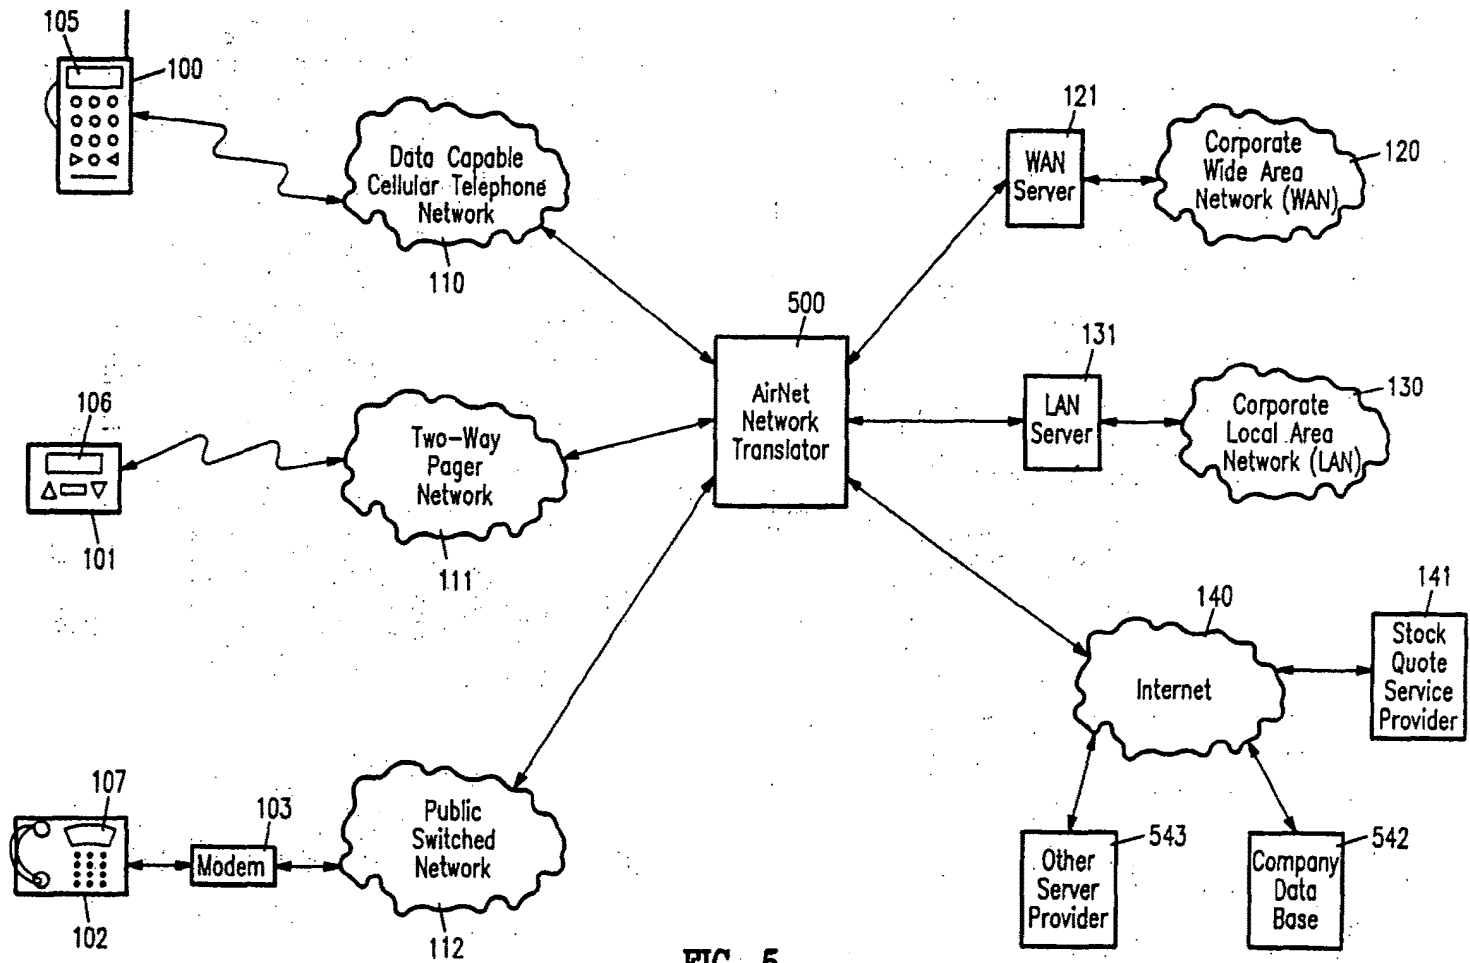 105
100
Data Capable
Cellular Telephone
Network
110
121
WAN
Server
Corporate
Wide Area
Network (WAN)
120
500
AirNet
Network
Translator
131
LAN
Server
Corporate
Local Area
Network (LAN)
130
106
101
Two-Way
Pager
Network
111
140
Internet
141
Stock
Quote
Service
Provider
107
102
103
Modem
Public
Switched
Network
112
543
Other
Server
Provider
542
Company
Data
Base
FIG. 5